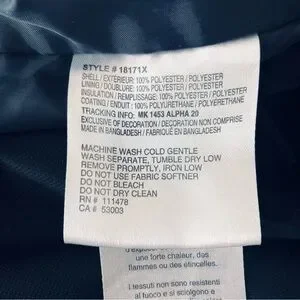 STYLE # 18171X
SHELL / EXTERIEUR: 100% POLYESTER / POLYESTER
LINING / DOUBLURE: 100% POLYESTER / POLYESTER
INSULATION / REMPLISSAGE: 100% POLYESTER / POLYESTER
COATING / ENDUIT: 100% POLYURETHANE / POLYURETHANE
TRACKING INFO: MK 1453 ALPHA 20
EXCLUSIVE OF DECORATION / DECORATION NON COMPRISE
MADE IN BANGLADESH / FABRIQUÉ EN BANGLADESH
MACHINE WASH COLD GENTLE
WASH SEPARATE, TUMBLE DRY LOW
REMOVE PROMPTLY, IRON LOW
DO NOT USE FABRIC SOFTNER
DO NOT BLEACH
DO NOT DRY CLEAN
RN # 111478
CA # 53003
d'exposer
une forte chaleur, das
flammes ou des étincelles.
I tessuti non sono resistenti
al fuoco e si sciolgono se
esposti